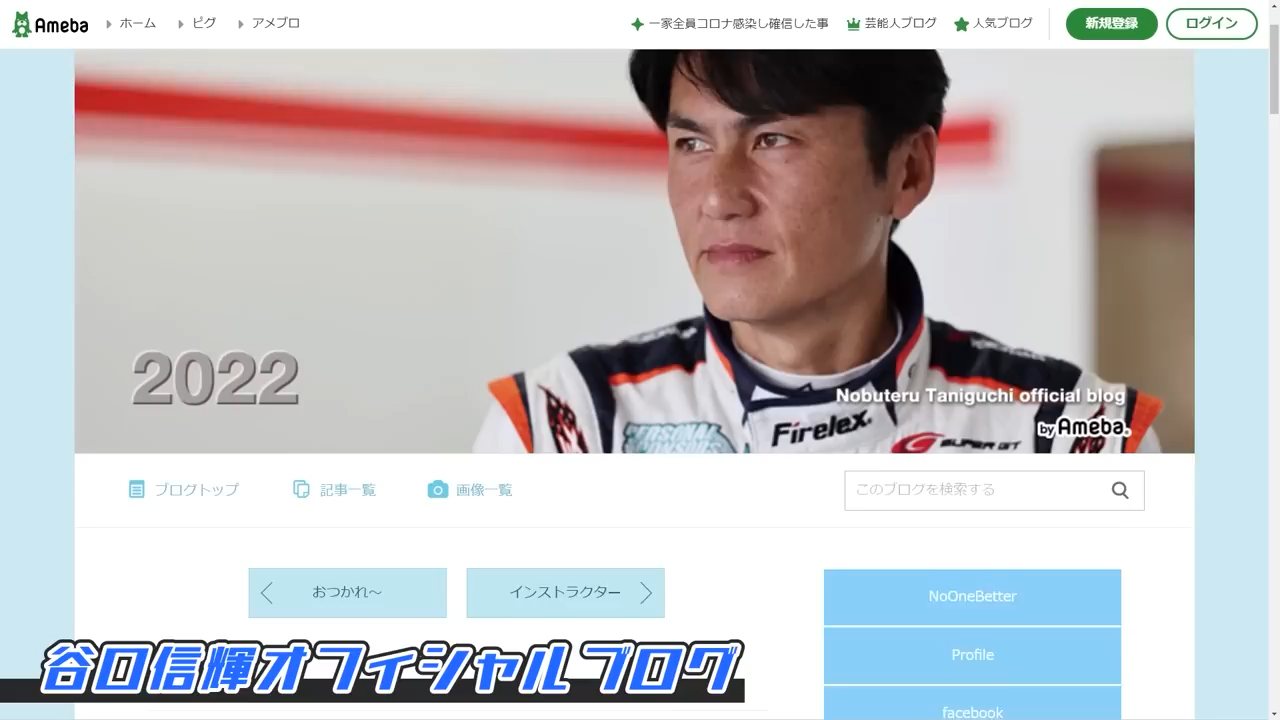 Ameba
ホーム
ピグ
アメブロ
一家全員コロナ感染し確信した事
芸能人ブログ
人気ブログ
新規登録
ログイン
2022
Nobuteru Taniguchi official blog
by Ameba.
Firelex.
SUPER GT
ブログトップ
記事一覧
画像一覧
このブログを検索する
おつかれ〜
インストラクター
NoOneBetter
Profile
facebook
谷口信輝オフィシャルブログ